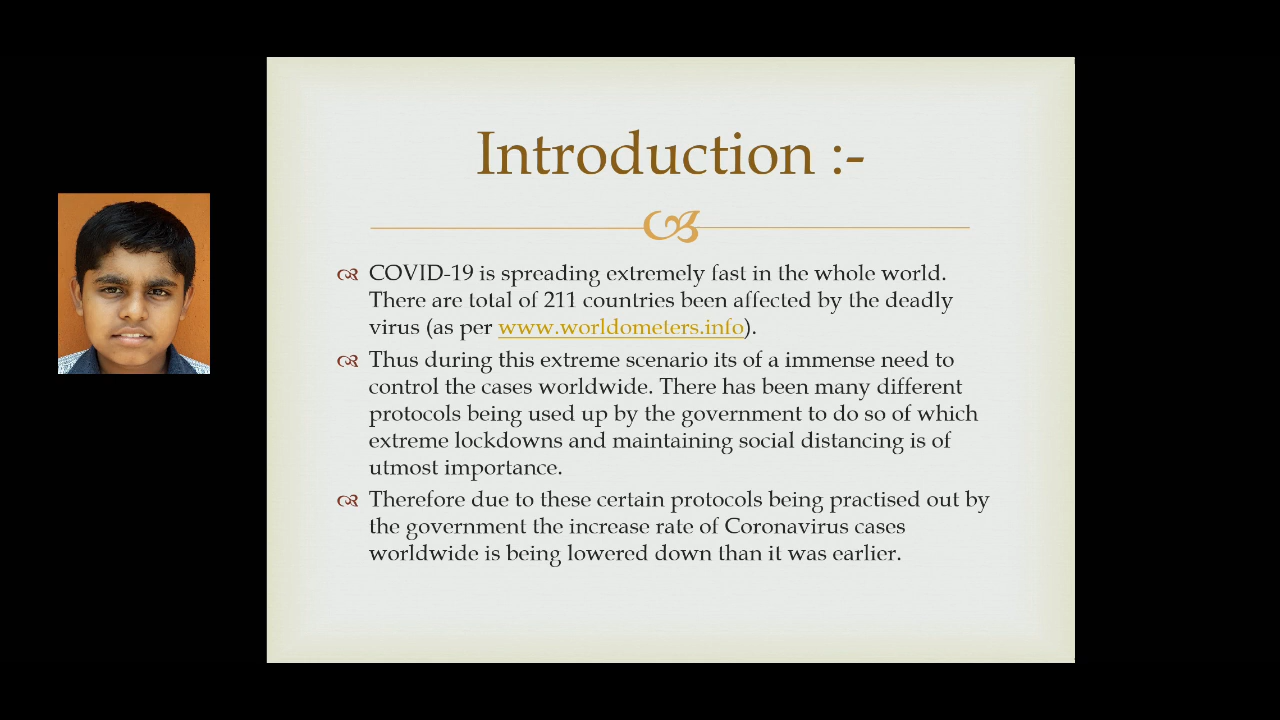 Introduction :-
COVID-19 is spreading extremely fast in the whole world.
There are total of 211 countries been affected by the deadly
virus (as per www.worldometers.info).
Thus during this extreme scenario its of a immense need to
control the cases worldwide. There has been many different
protocols being used up by the government to do so of which
extreme lockdowns and maintaining social distancing is of
utmost importance.
Therefore due to these certain protocols being practised out by
the government the increase rate of Coronavirus cases
worldwide is being lowered down than it was earlier.